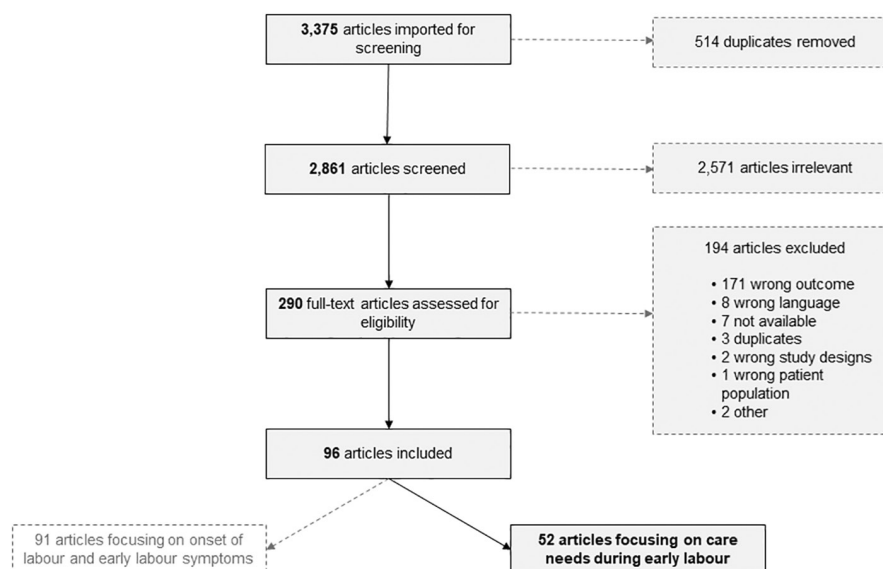 3,375 articles imported for
screening
514 duplicates removed
2,861 articles screened
2,571 articles irrelevant
194 articles excluded
• 171 wrong outcome
• 8 wrong language
• 7 not available
• 3 duplicates
• 2 wrong study designs
• 1 wrong patient
population
• 2 other
290 full-text articles assessed for
eligibility
96 articles included
91 articles focusing on onset of
labour and early labour symptoms
52 articles focusing on care
needs during early labour